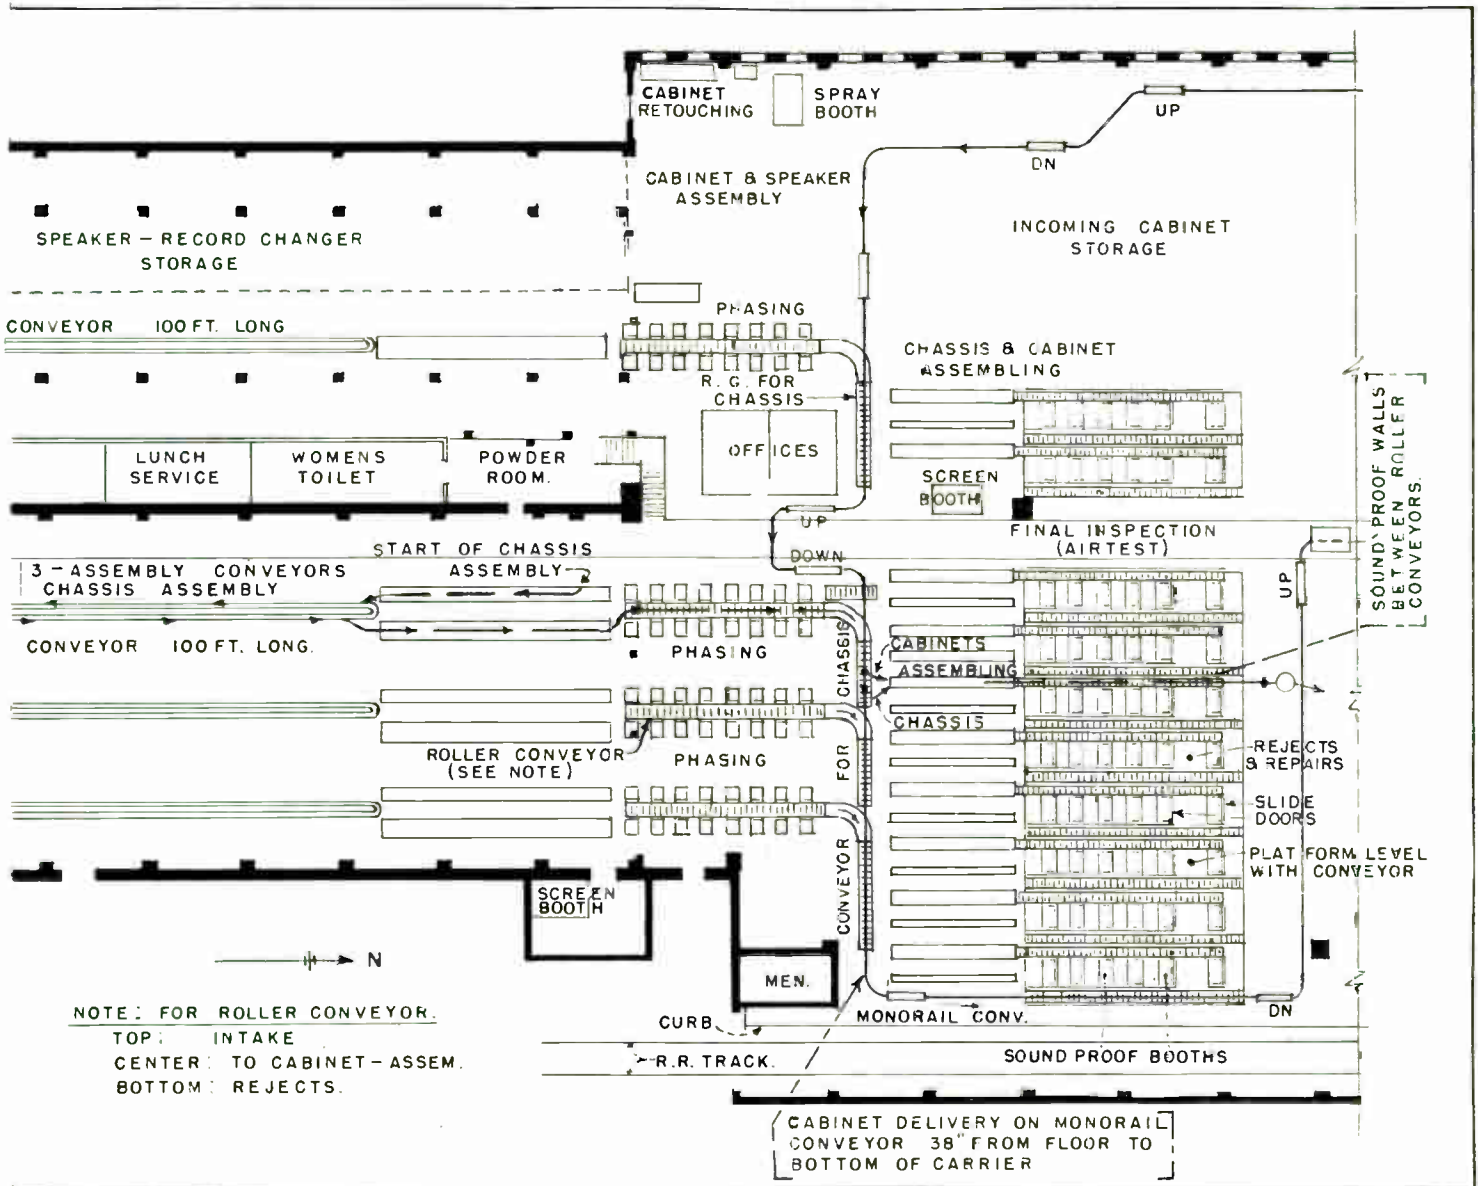 CABINET
RETOUCHING
SPRAY
BOOTH
UP
DN
CABINET & SPEAKER
ASSEMBLY
INCOMING CABINET
STORAGE
SPEAKER – RECORD CHANGER
STORAGE
CONVEYOR 100 FT. LONG
PHASING
R. G. FOR
CHASSIS
CHASSIS & CABINET
ASSEMBLING
SOUND PROOF WALLS
BETWEEN ROLLER
CONVEYORS.
LUNCH
SERVICE
WOMENS
TOILET
POWDER
ROOM.
OFFICES
SCREEN
BOOTH
UP
FINAL INSPECTION
(AIRTEST)
START OF CHASSIS
ASSEMBLY
DOWN
UP
3 – ASSEMBLY CONVEYORS
CHASSIS ASSEMBLY
CONVEYOR 100 FT. LONG.
PHASING
CABINETS
ASSEMBLING
CHASSIS
CONVEYOR FOR CHASSIS
ROLLER CONVEYOR
(SEE NOTE)
PHASING
REJECTS
& REPAIRS
SLIDE
DOORS
PLAT FORM LEVEL
WITH CONVEYOR
SCREEN
BOOTH
N
MEN.
NOTE: FOR ROLLER CONVEYOR.
TOP: INTAKE
CENTER: TO CABINET – ASSEM.
BOTTOM: REJECTS.
CURB
MONORAIL CONV.
DN
R.R. TRACK.
SOUND PROOF BOOTHS
CABINET DELIVERY ON MONORAIL
CONVEYOR 38" FROM FLOOR TO
BOTTOM OF CARRIER